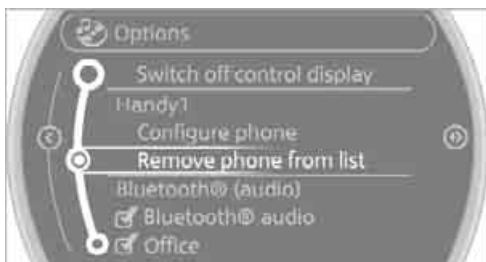 Options
Switch off control display
Handy1
Configure phone
Remove phone from list
Bluetooth® (audio)
Bluetooth® audio
Office